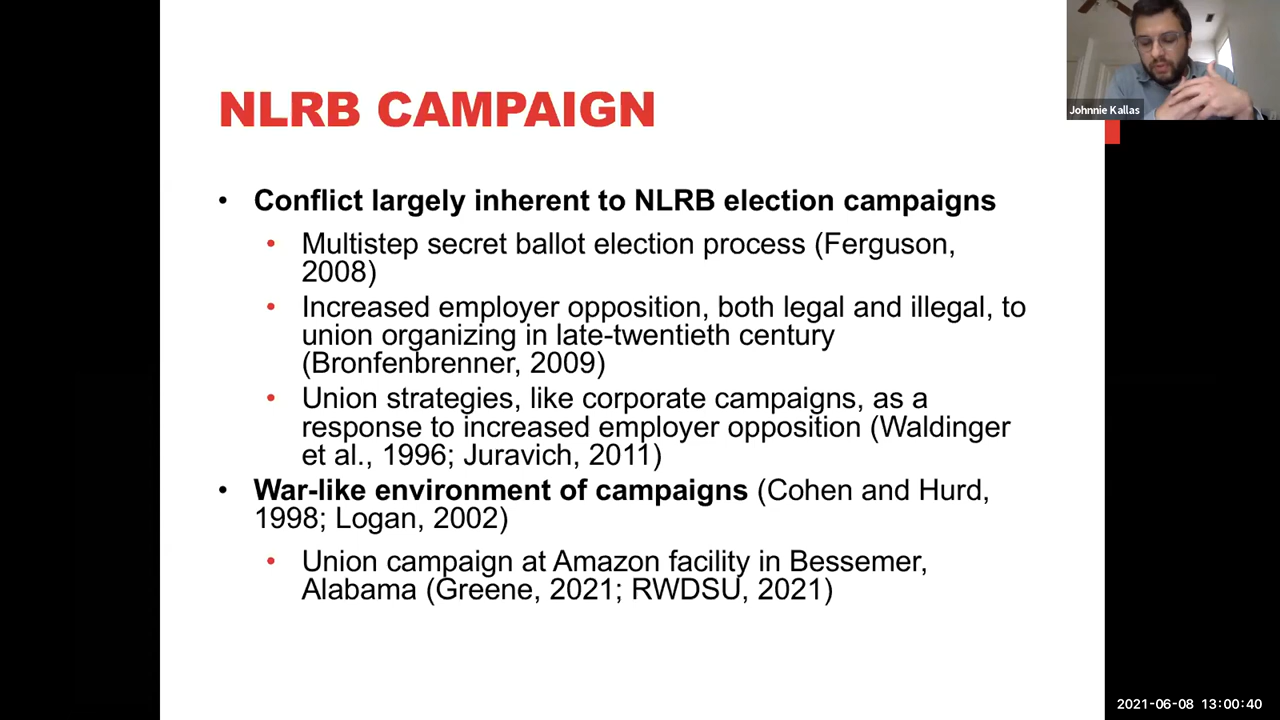 NLRB CAMPAIGN
• Conflict largely inherent to NLRB election campaigns
• Multistep secret ballot election process (Ferguson,
2008)
• Increased employer opposition, both legal and illegal, to
union organizing in late-twentieth century
(Bronfenbrenner, 2009)
• Union strategies, like corporate campaigns, as a
response to increased employer opposition (Waldinger
et al., 1996; Juravich, 2011)
• War-like environment of campaigns (Cohen and Hurd,
1998; Logan, 2002)
• Union campaign at Amazon facility in Bessemer,
Alabama (Greene, 2021; RWDSU, 2021)
Johnnie Kallas
2021-06-08 13:00:40